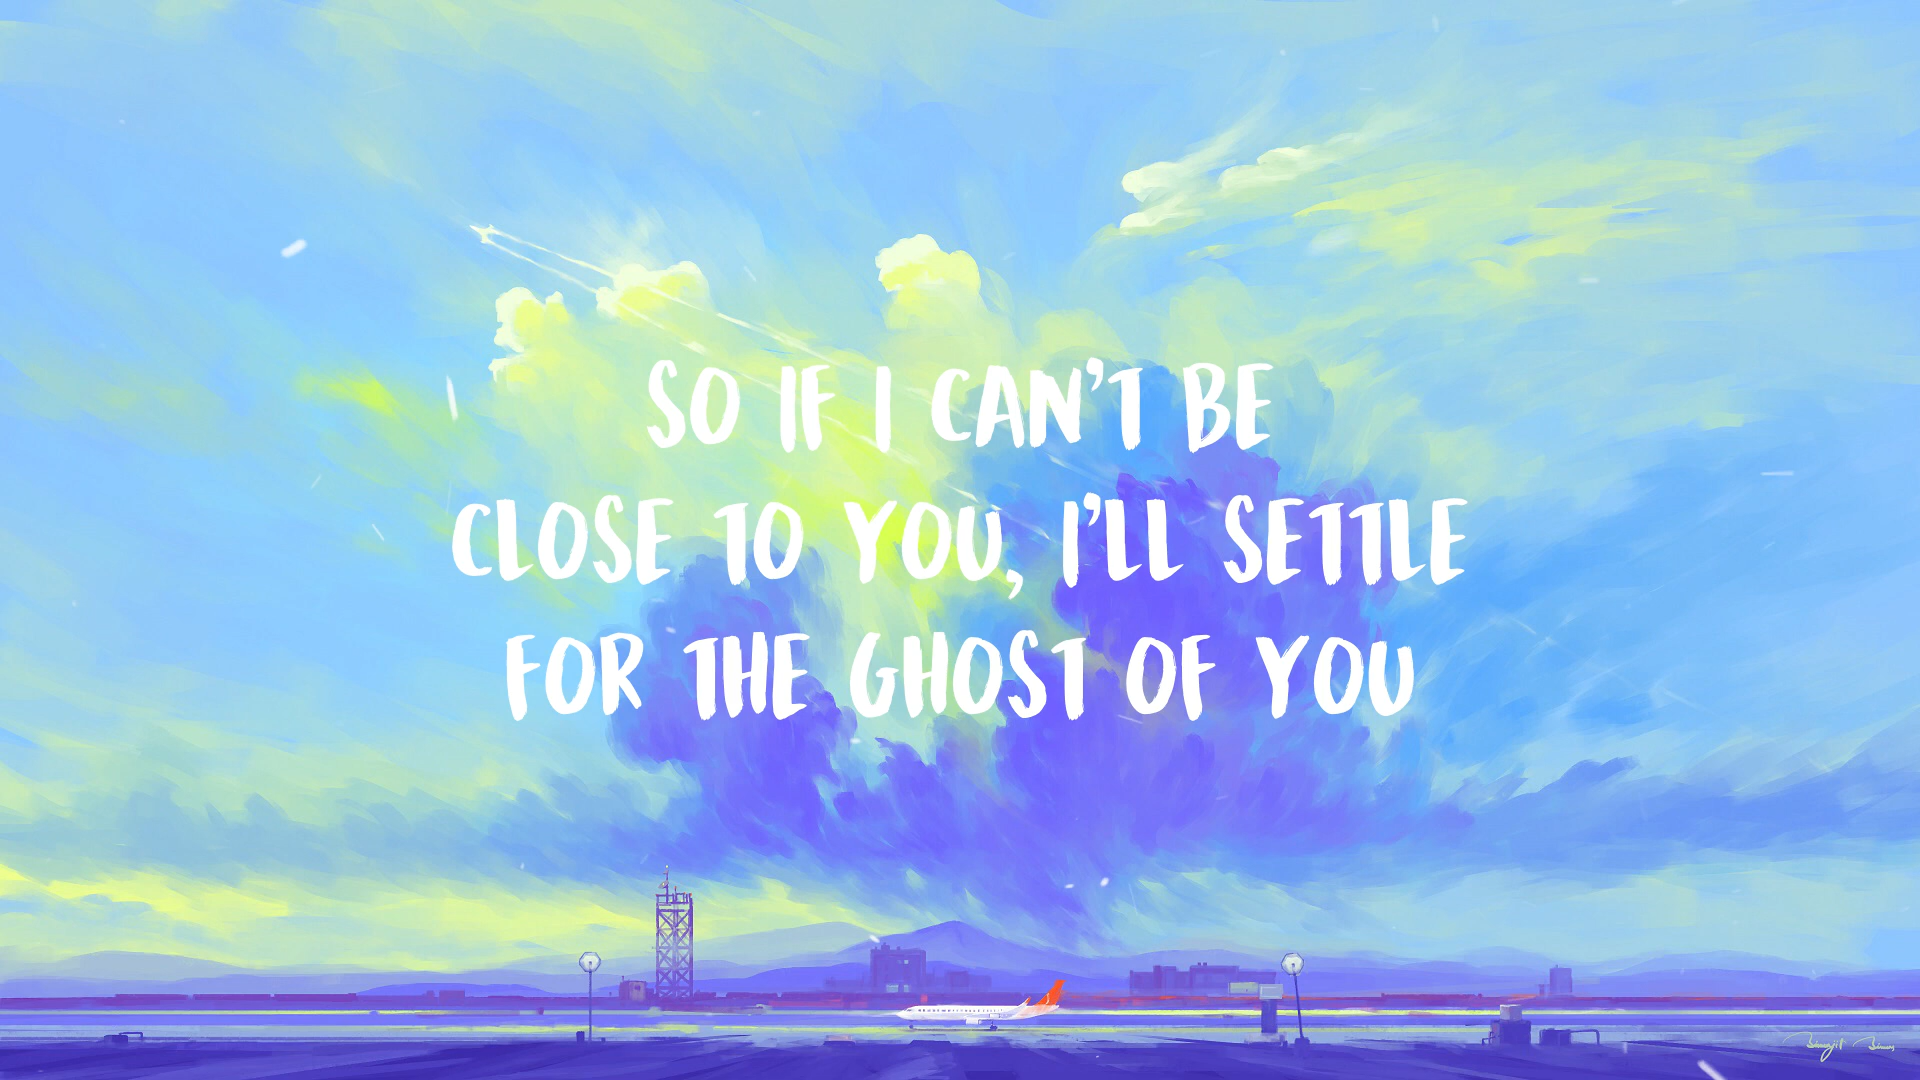 SO IF I CAN'T BE
CLOSE TO YOU, I'LL SETTLE
FOR THE GHOST OF YOU